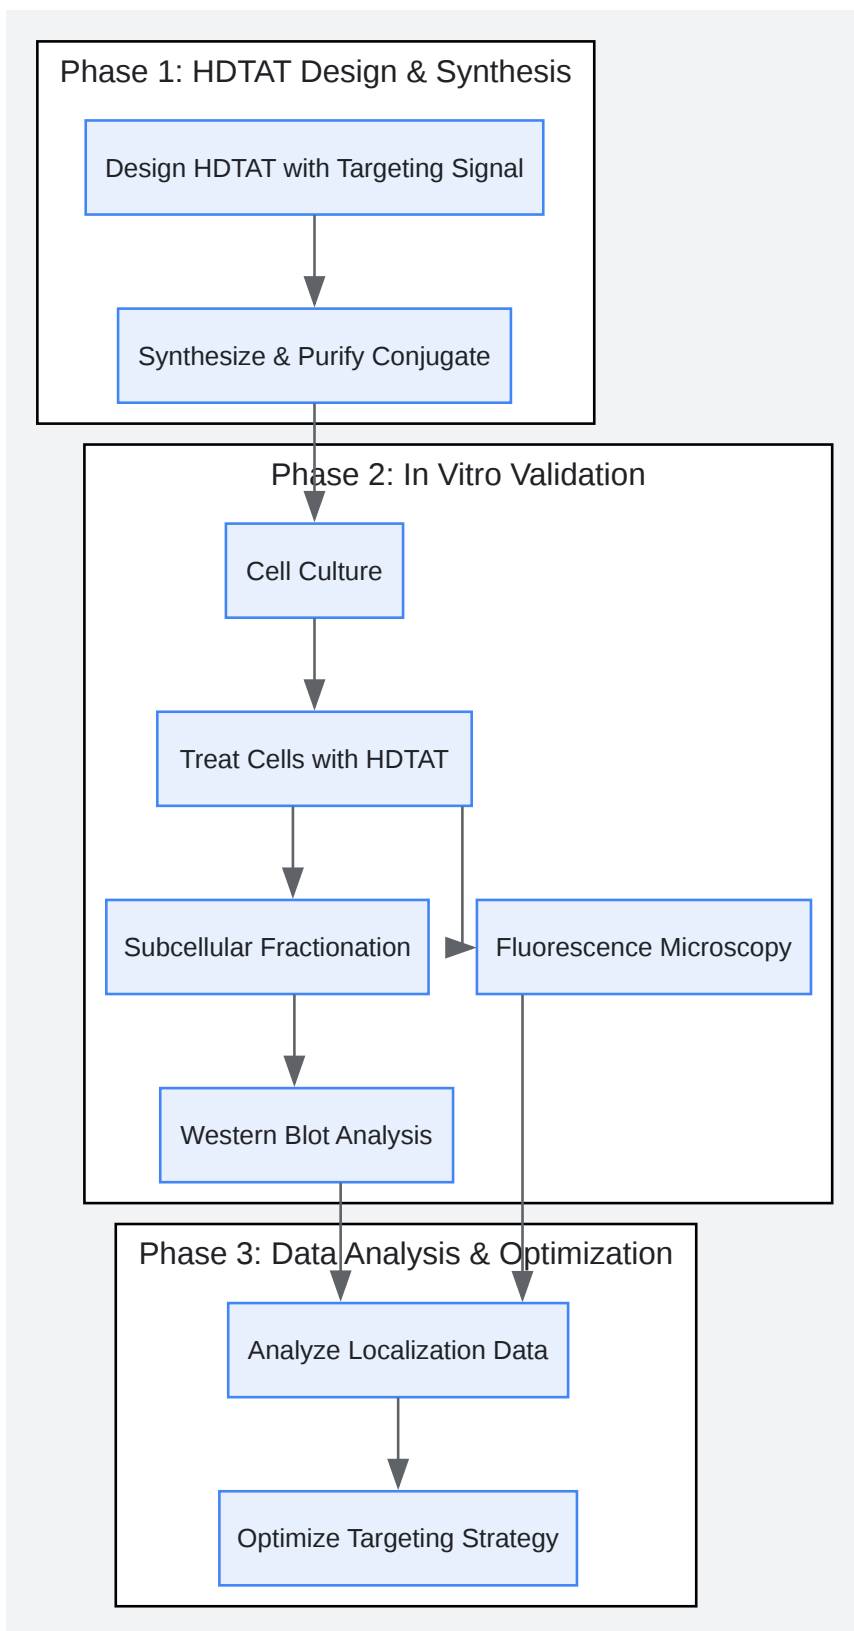 Phase 1: HDTAT Design & Synthesis
Design HDTAT with Targeting Signal
Synthesize & Purify Conjugate
Phase 2: In Vitro Validation
Cell Culture
Treat Cells with HDTAT
Subcellular Fractionation
Fluorescence Microscopy
Western Blot Analysis
Phase 3: Data Analysis & Optimization
Analyze Localization Data
Optimize Targeting Strategy